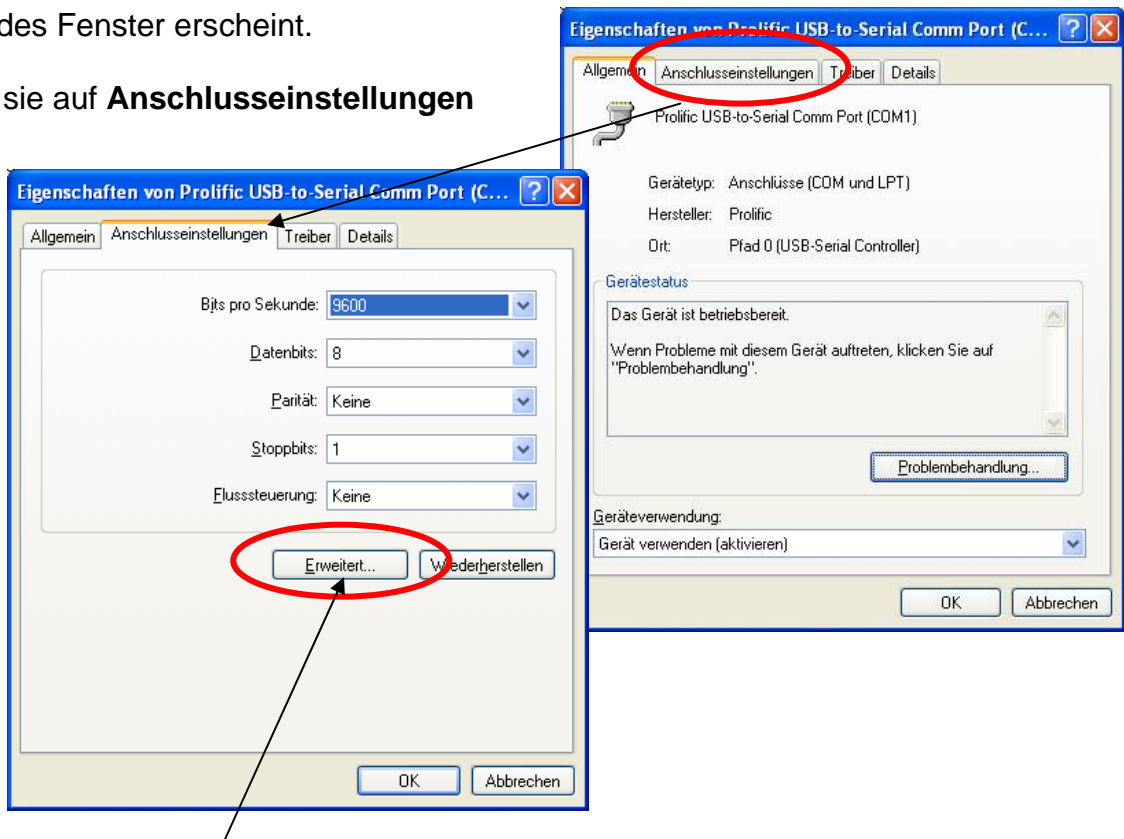 des Fenster erscheint.
sie auf Anschlusseinstellungen
Eigenschaften von Prolific USB-to-Serial Comm Port (C...
Allgemein Anschlusseinstellungen Treiber Details
Prolific USB-to-Serial Comm Port (COM1)
Gerätetyp: Anschlüsse (COM und LPT)
Hersteller: Prolific
Ort: Pfad 0 (USB-Serial Controller)
Gerätestatus
Das Gerät ist betriebsbereit.
Wenn Probleme mit diesem Gerät auftreten, klicken Sie auf
"Problembehandlung".
Problembehandlung...
Geräteverwendung:
Gerät verwenden (aktivieren)
OK Abbrechen
Eigenschaften von Prolific USB-to-Serial Comm Port (C...
Allgemein Anschlusseinstellungen Treiber Details
Bits pro Sekunde: 9600
Datenbits: 8
Parität: Keine
Stoppbits: 1
Flusssteuerung: Keine
Erweitert... Wiederherstellen
OK Abbrechen